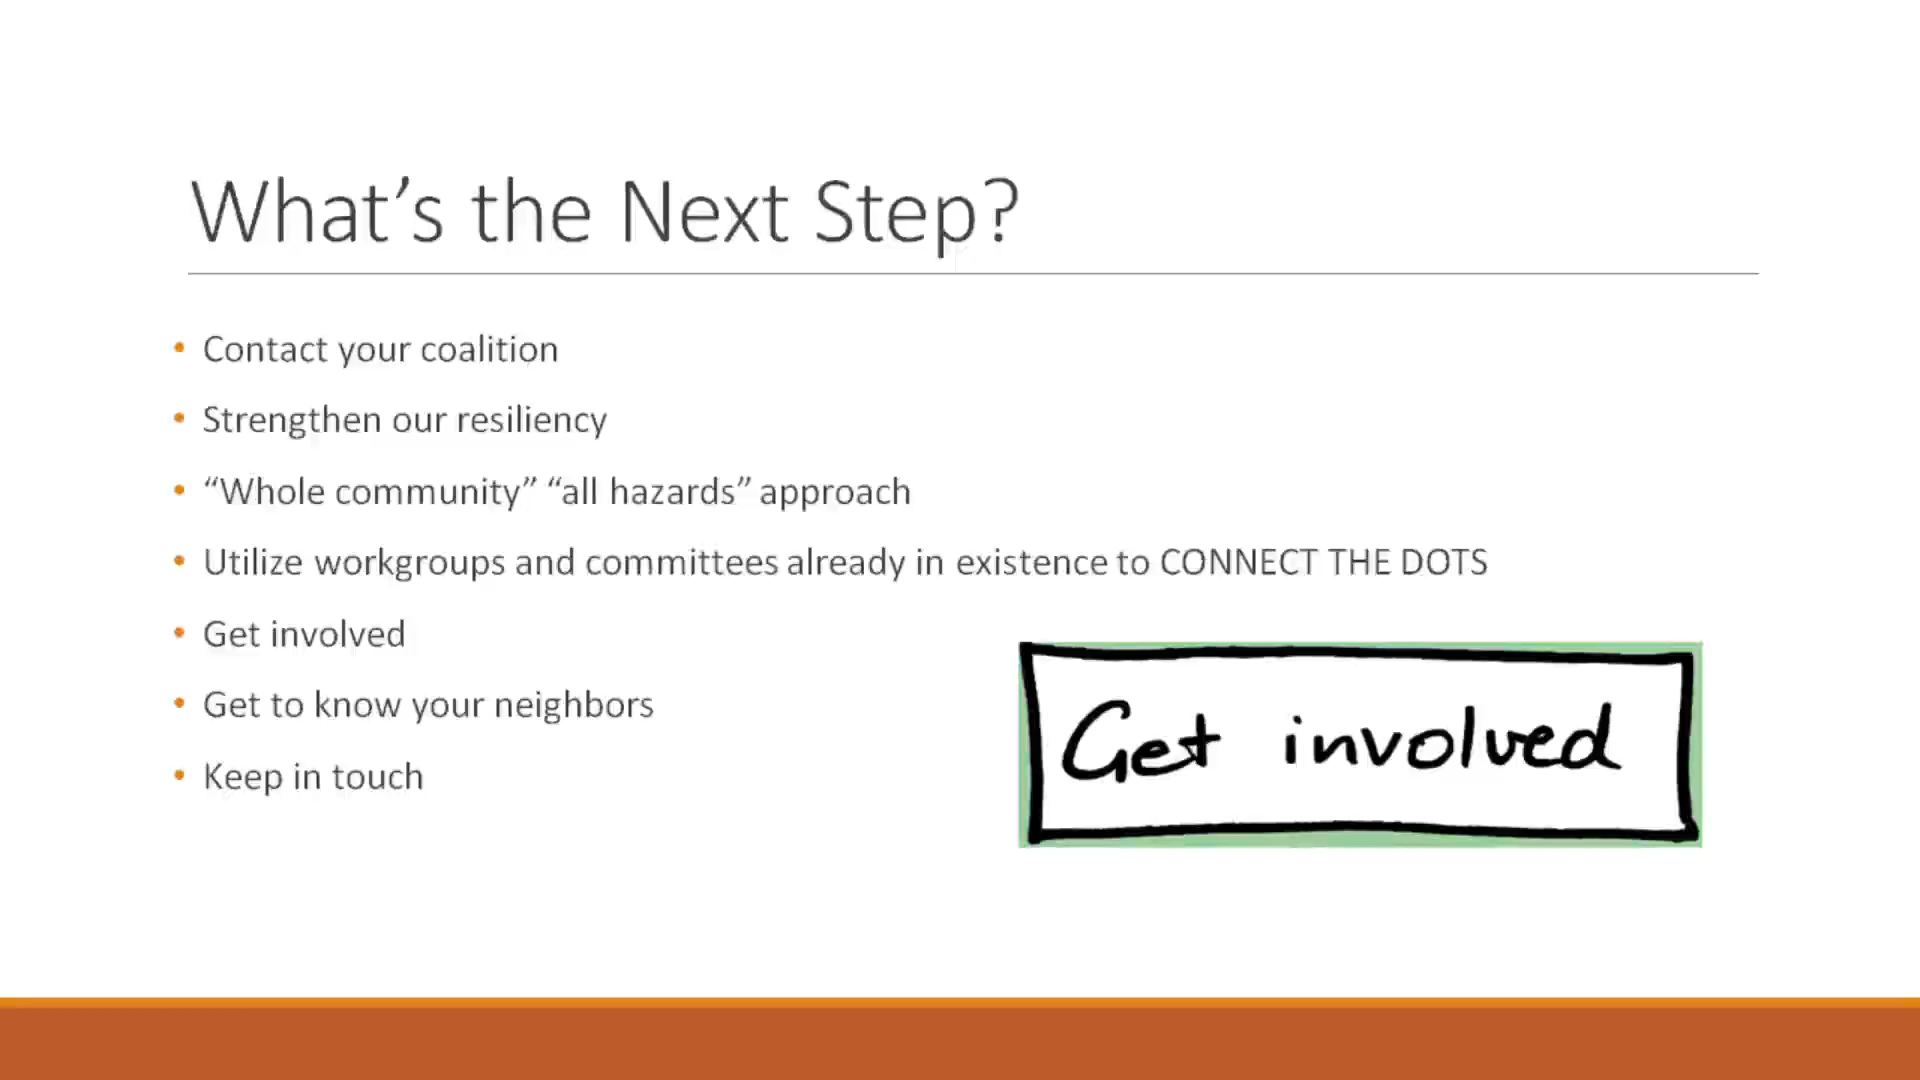 What’s the Next Step?
• Contact your coalition
• Strengthen our resiliency
• “Whole community” “all hazards” approach
• Utilize workgroups and committees already in existence to CONNECT THE DOTS
• Get involved
• Get to know your neighbors
• Keep in touch
Get involved